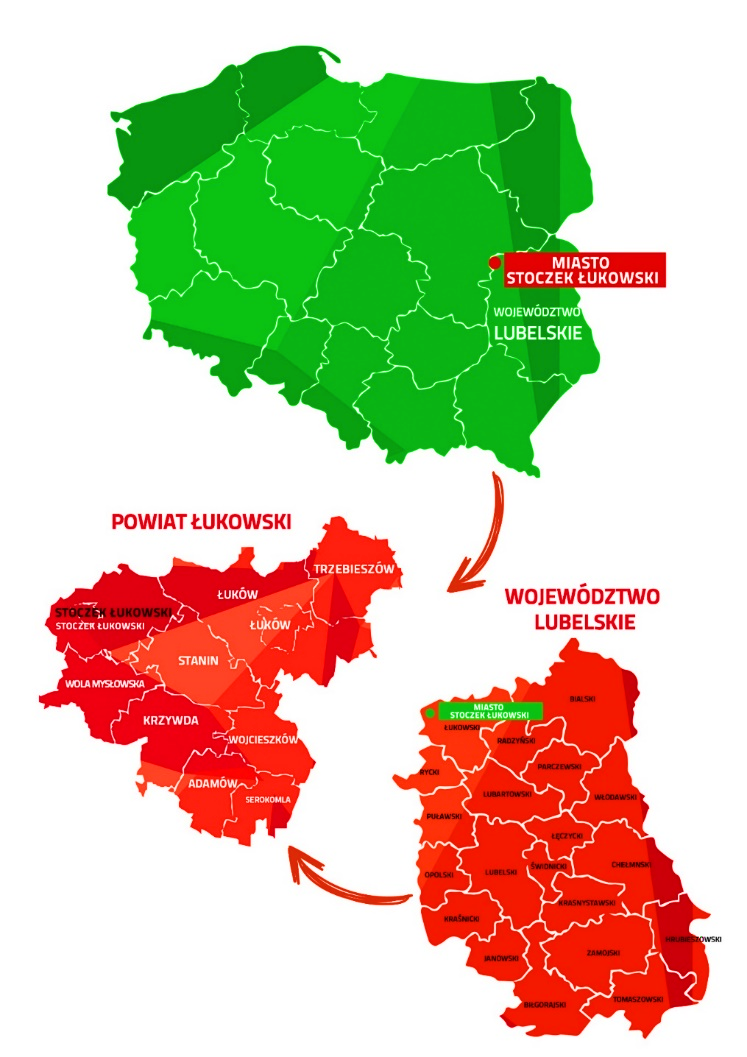 MIASTO
STOCZEK ŁUKOWSKI
WOJEWÓDZTWO
LUBELSKIE
POWIAT ŁUKOWSKI
TRZEBIESZÓW
ŁUKÓW
STOCZEK ŁUKOWSKI
STOCZEK ŁUKOWSKI
ŁUKÓW
STANIN
WOLA MYSŁOWSKA
KRZYWDA
WOJCIESZKÓW
ADAMÓW
SEROKOMLA
WOJEWÓDZTWO
LUBELSKIE
BIALSKI
MIASTO
STOCZEK ŁUKOWSKI
ŁUKOWSKI
RADZYŃSKI
PARCZEWSKI
RYCKI
LUBARTOWSKI
WŁODAWSKI
PUŁAWSKI
ŁĘCZYCKI
CHEŁMIŃSKI
ŚWIDNICKI
LUBELSKI
OPOLSKI
KRASNYSTAWSKI
KRAŚNICKI
HRUBIESZOWSKI
ZAMOJSKI
JANOWSKI
TOMASZOWSKI
BIŁGORAJSKI